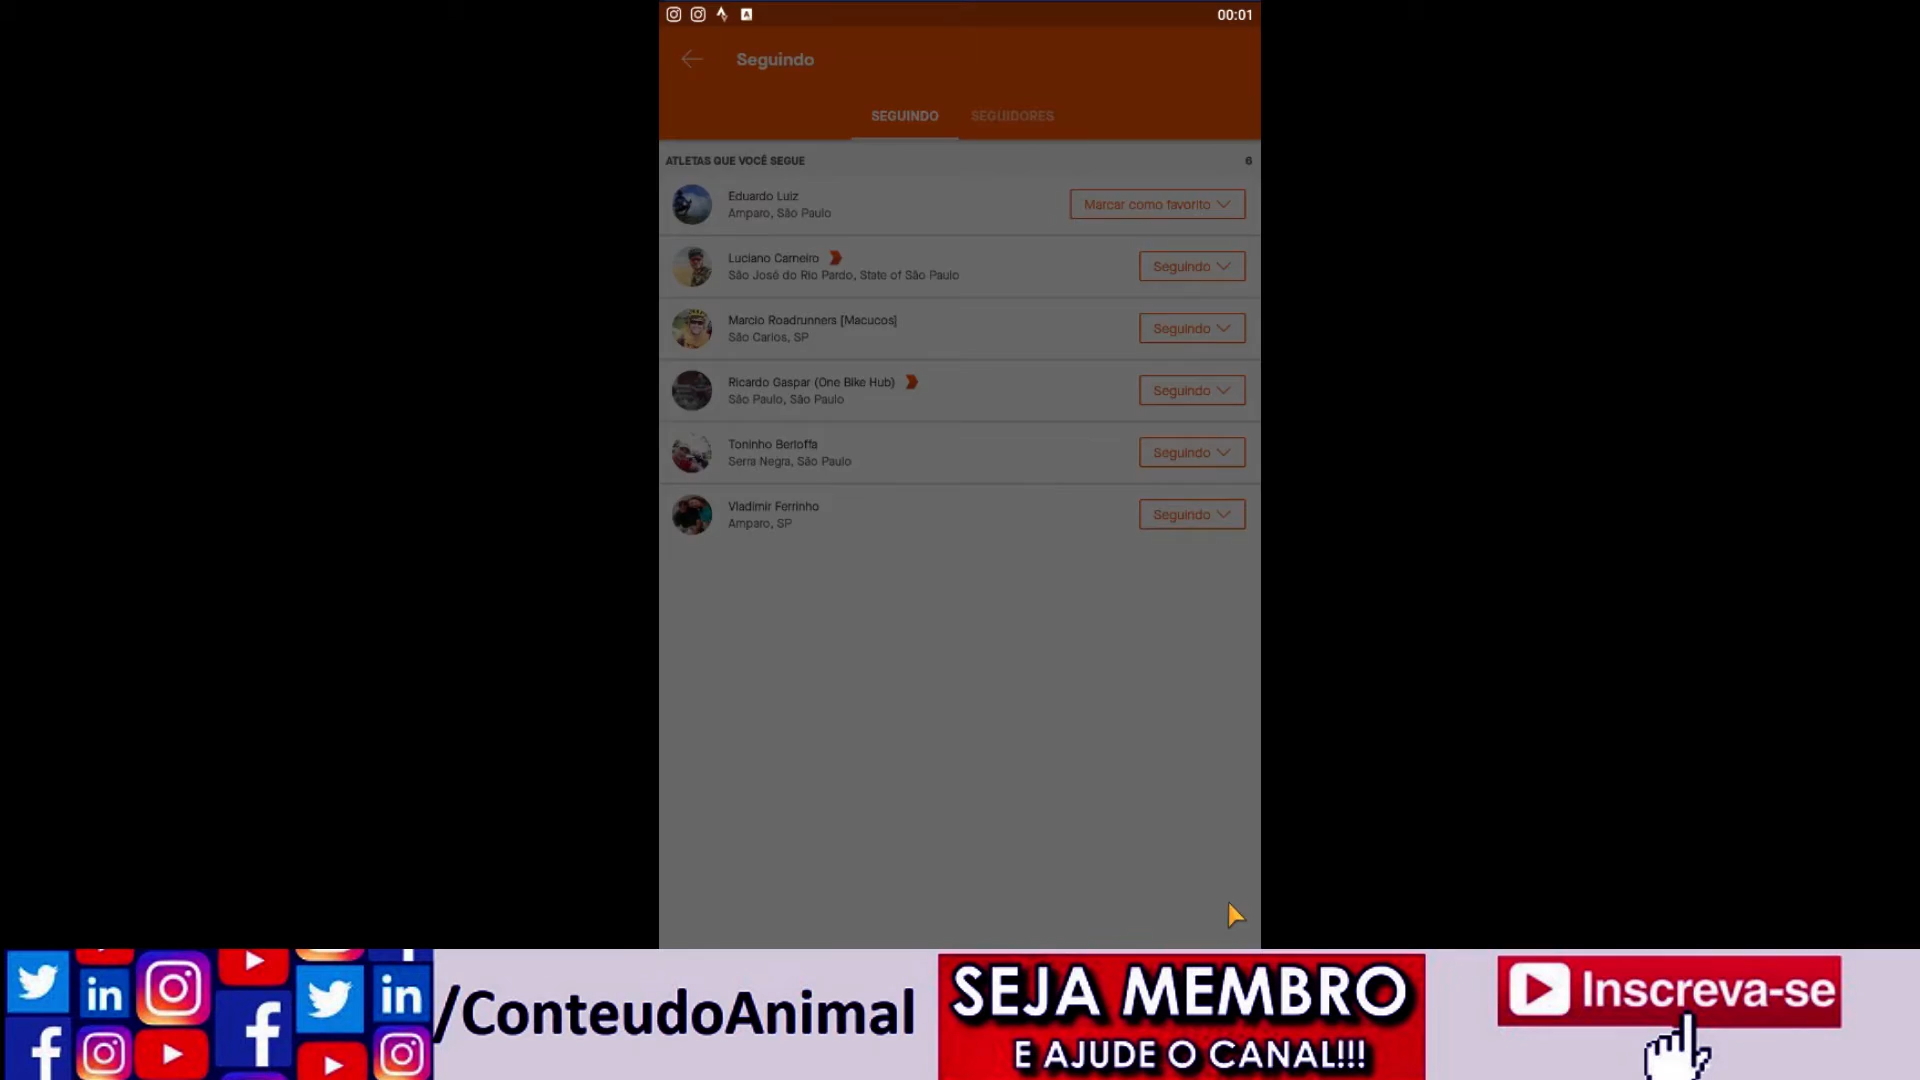 00:01
Seguindo
SEGUINDO SEGUIDORES
ATLETAS QUE VOCÊ SEGUE 6
Eduardo Luiz
Amparo, São Paulo
Marcar como favorito
Luciano Carneiro
São José do Rio Pardo, State of São Paulo
Seguindo
Marcio Roadrunners [Macucos]
São Carlos, SP
Seguindo
Ricardo Gaspar (One Bike Hub)
São Paulo, São Paulo
Seguindo
Toninho Berloffa
Serra Negra, São Paulo
Seguindo
Vladimir Ferrinho
Amparo, SP
Seguindo
/ConteudoAnimal
SEJA MEMBRO
E AJUDE O CANAL!!!
Inscreva-se